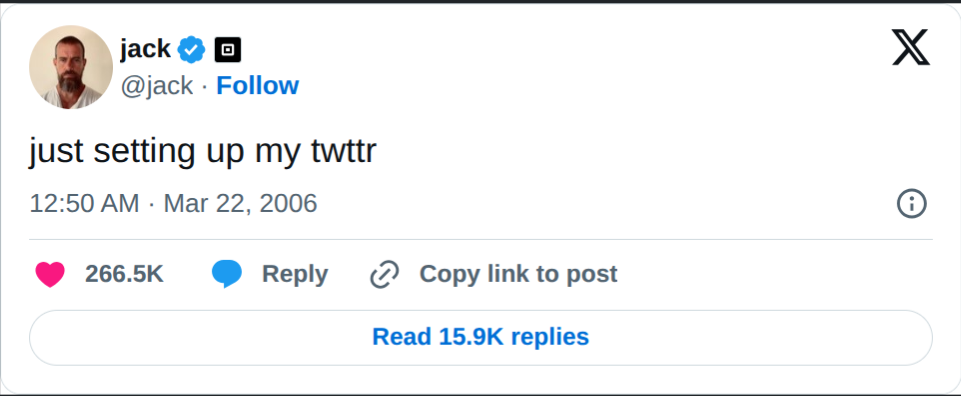 jack
@jack · Follow
just setting up my twttr
12:50 AM · Mar 22, 2006
266.5K Reply Copy link to post
Read 15.9K replies